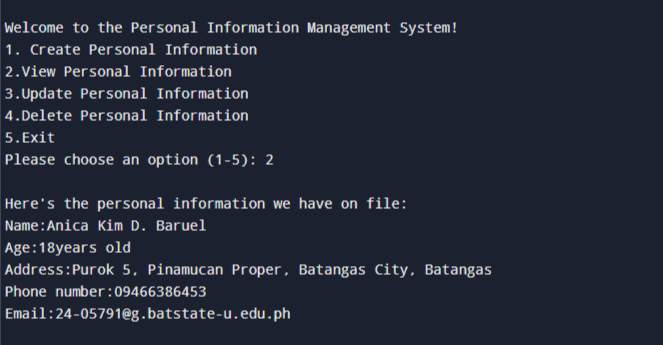 Welcome to the Personal Information Management System!
1. Create Personal Information
2.View Personal Information
3.Update Personal Information
4.Delete Personal Information
5.Exit
Please choose an option (1-5): 2
Here's the personal information we have on file:
Name:Anica Kim D. Baruel
Age:18years old
Address:Purok 5, Pinamucan Proper, Batangas City, Batangas
Phone number:09466386453
Email:24-05791@g.batstate-u.edu.ph